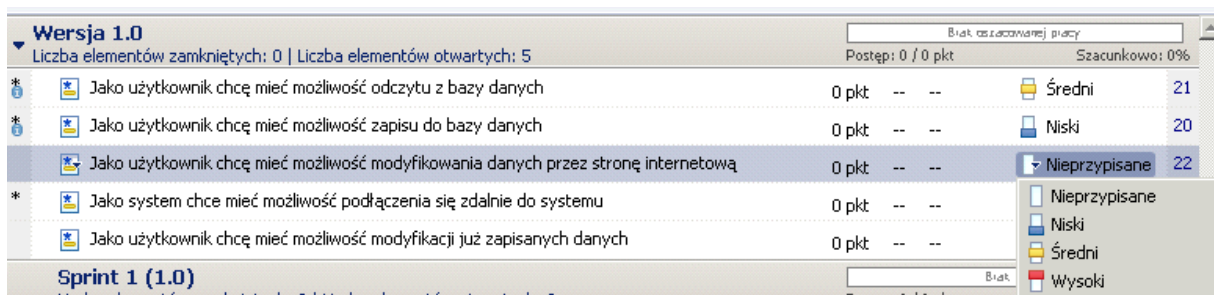 Wersja 1.0
Brak oszacowanej pracy
Liczba elementów zamkniętych: 0 | Liczba elementów otwartych: 5
Postęp: 0 / 0 pkt
Szacunkowo: 0%
Jako użytkownik chcę mieć możliwość odczytu z bazy danych 0 pkt -- -- Średni 21
Jako użytkownik chcę mieć możliwość zapisu do bazy danych 0 pkt -- -- Niski 20
Jako użytkownik chcę mieć możliwość modyfikowania danych przez stronę internetową 0 pkt -- -- Nieprzypisane 22
Jako system chce mieć możliwość podłączenia się zdalnie do systemu 0 pkt -- --
Jako użytkownik chcę mieć możliwość modyfikacji już zapisanych danych 0 pkt -- --
Nieprzypisane
Niski
Średni
Wysoki
Sprint 1 (1.0)
Brak